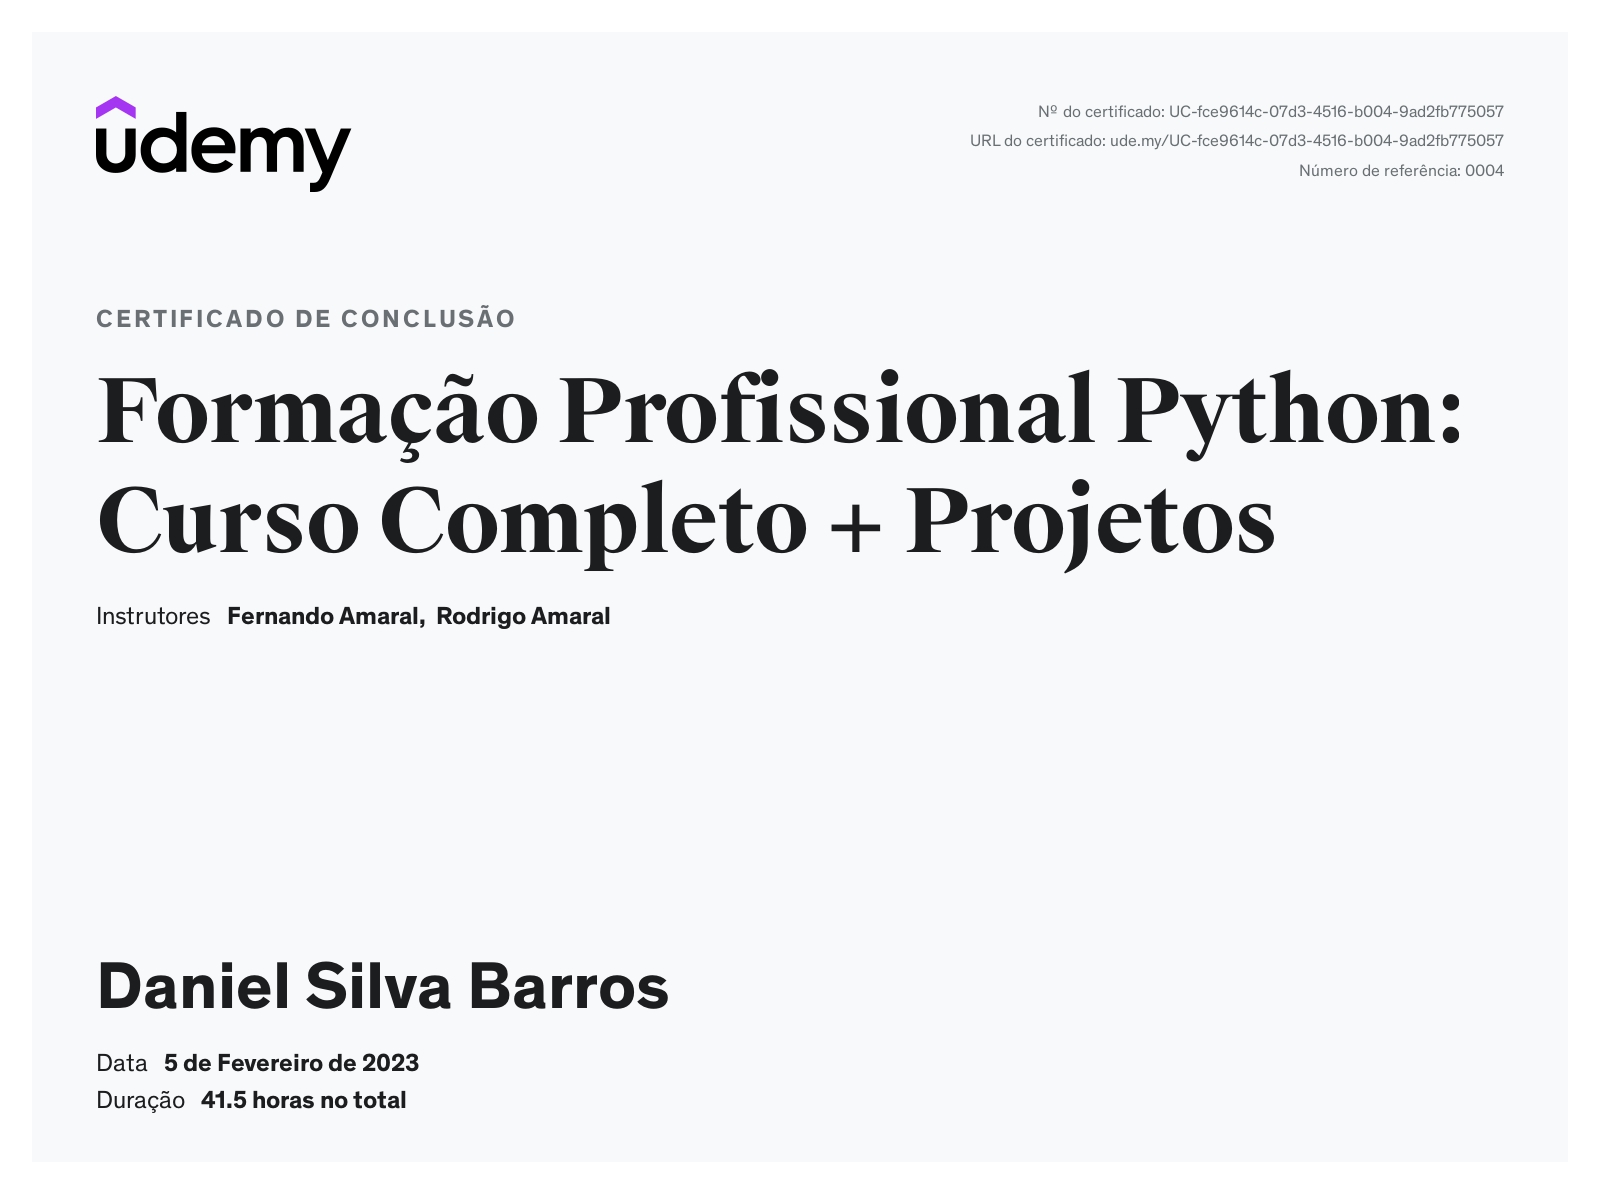 udemy
Nº do certificado: UC-fce9614c-07d3-4516-b004-9ad2fb775057
URL do certificado: ude.my/UC-fce9614c-07d3-4516-b004-9ad2fb775057
Número de referência: 0004
CERTIFICADO DE CONCLUSÃO
Formação Profissional Python:
Curso Completo + Projetos
Instrutores Fernando Amaral, Rodrigo Amaral
Daniel Silva Barros
Data 5 de Fevereiro de 2023
Duração 41.5 horas no total